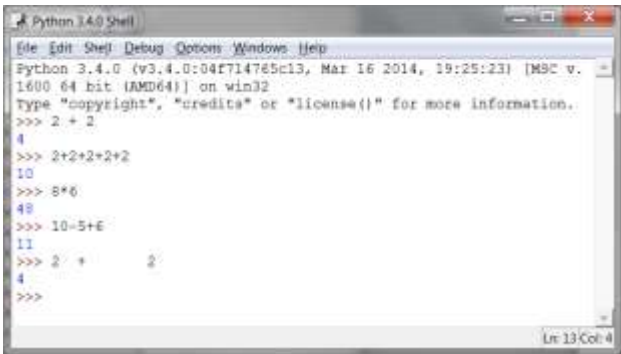 Python 3.4.0 Shell
File Edit Shell Debug Options Windows Help
Python 3.4.0 (v3.4.0:04f714765c13, Mar 16 2014, 19:25:23) [MSC v.
1600 64 bit (AMD64)] on win32
Type "copyright", "credits" or "license()" for more information.
>>> 2 + 2
4
>>> 2+2+2+2+2
10
>>> 8*6
48
>>> 10-5+6
11
>>> 2  +       2
4
>>>
Ln: 13 Col: 4